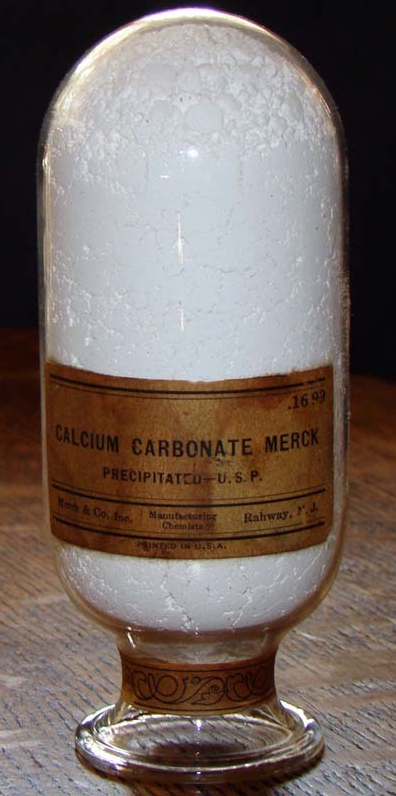 .1699
CALCIUM CARBONATE MERCK
PRECIPITATED—U.S.P.
Merck & Co. Inc. Manufacturing Chemists Rahway, N. J.
PRINTED IN U.S.A.